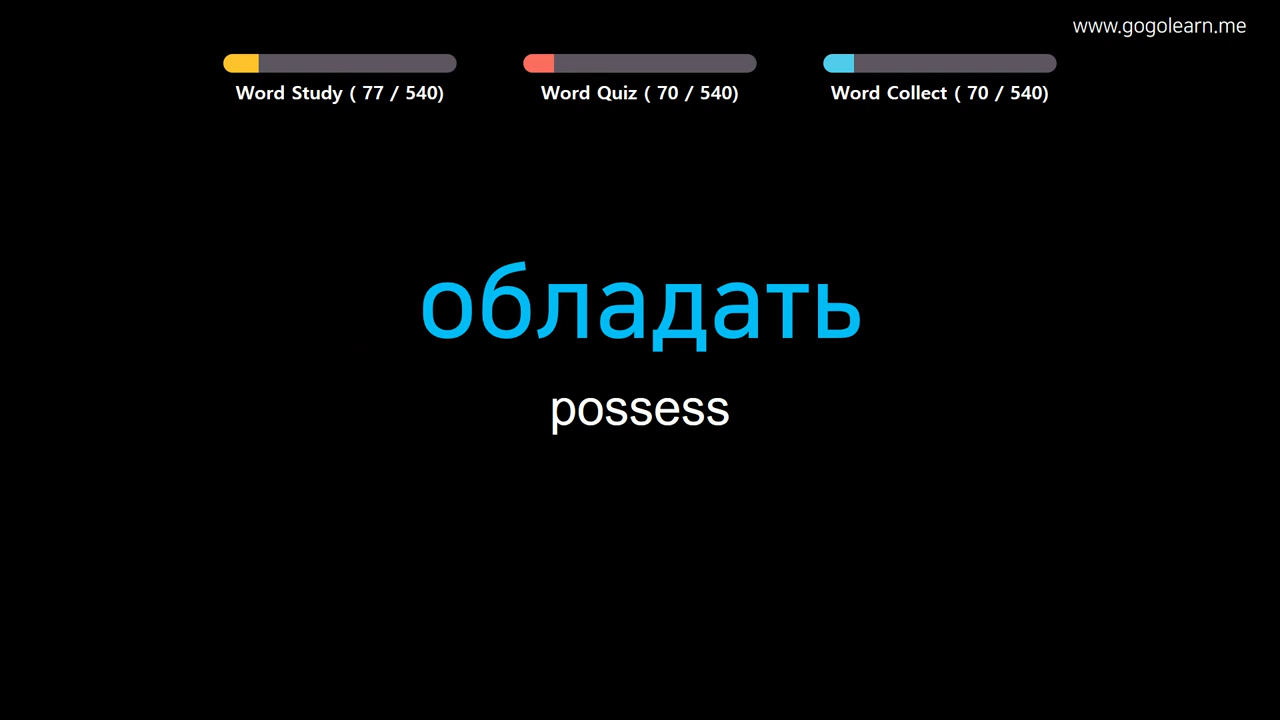 www.gogolearn.me
Word Study ( 77 / 540)
Word Quiz ( 70 / 540)
Word Collect ( 70 / 540)
обладать
possess